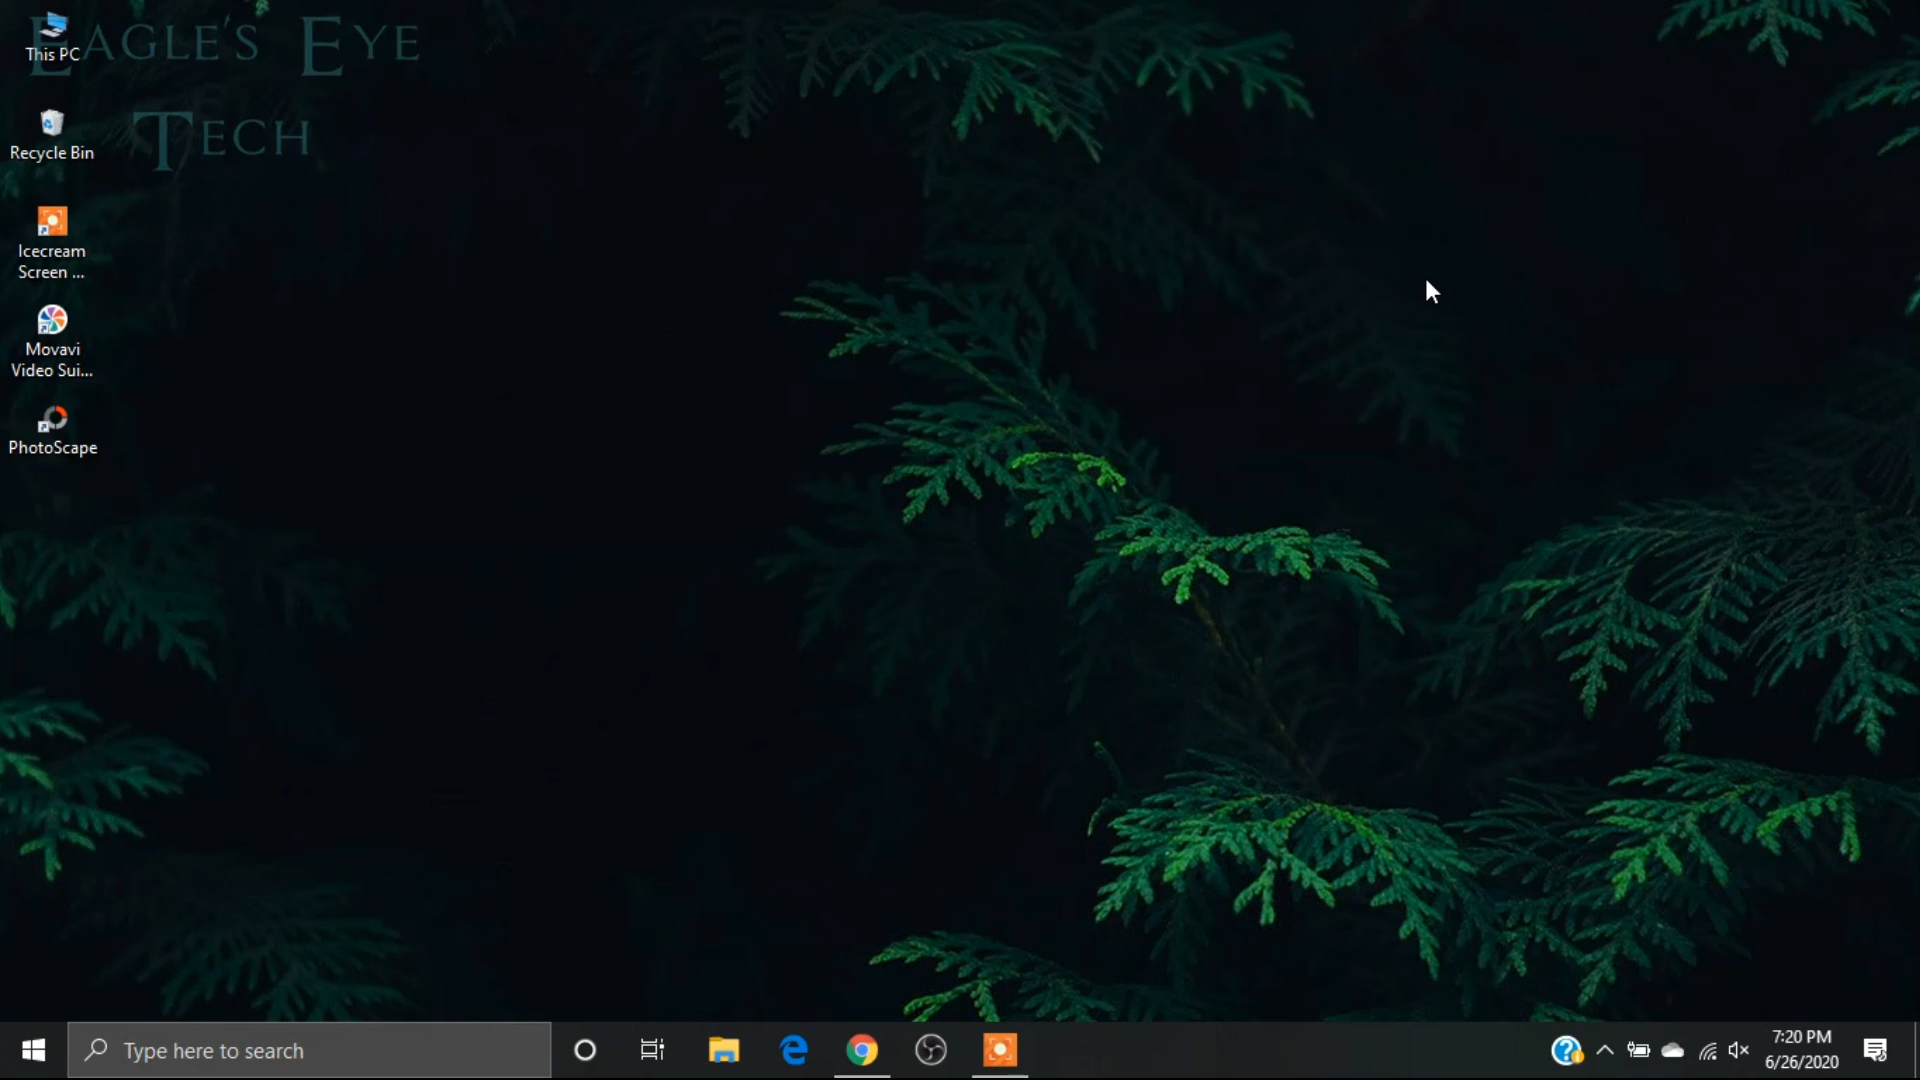 EAGLE'S EYE
TECH
This PC
Recycle Bin
Icecream
Screen ...
Movavi
Video Sui...
PhotoScape
Type here to search
7:20 PM
6/26/2020